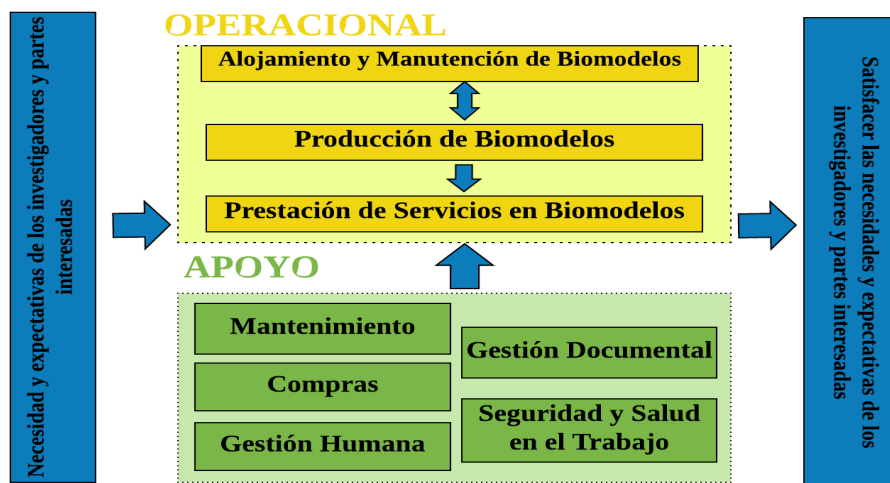 Necesidad y expectativas de los investigadores y partes
interesadas
OPERACIONAL
Alojamiento y Manutención de Biomodelos
Producción de Biomodelos
Prestación de Servicios en Biomodelos
APOYO
Mantenimiento
Compras
Gestión Humana
Gestión Documental
Seguridad y Salud
en el Trabajo
Satisfacer las necesidades y expectativas de los
investigadores y partes interesadas